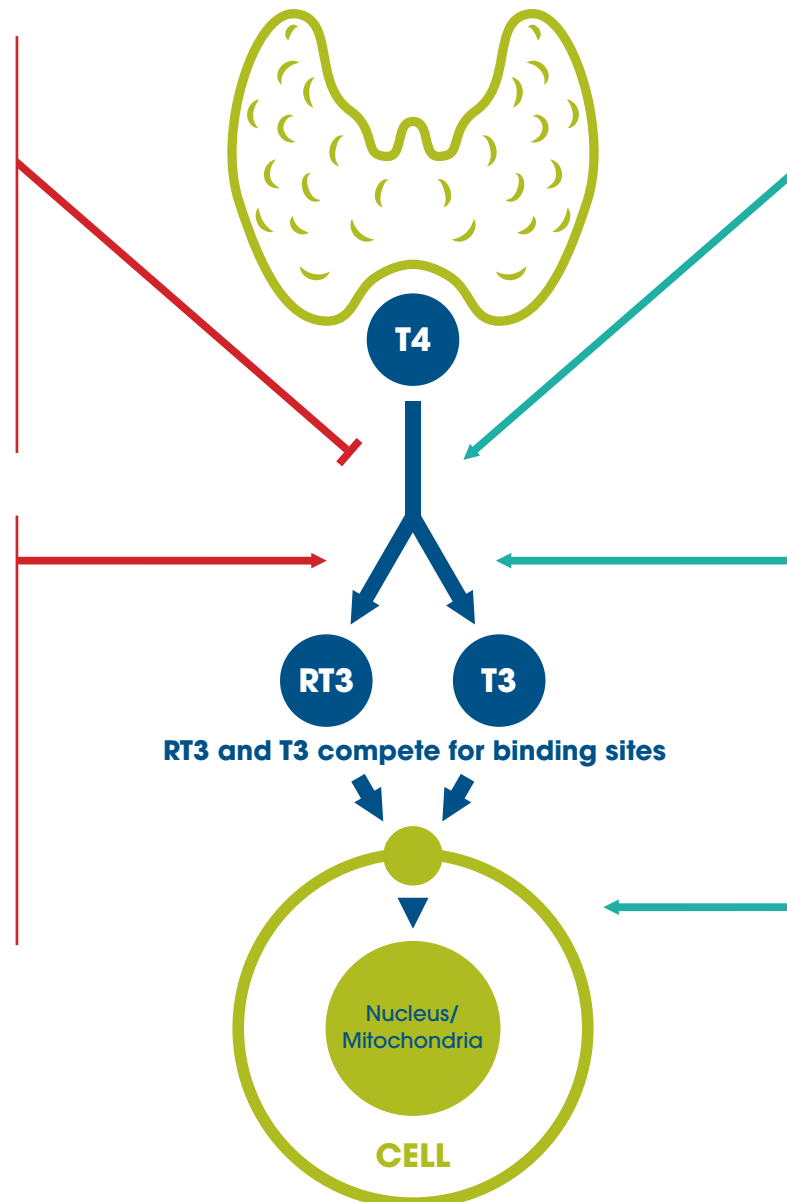 T4
RT3
T3
RT3 and T3 compete for binding sites
Nucleus/
Mitochondria
CELL